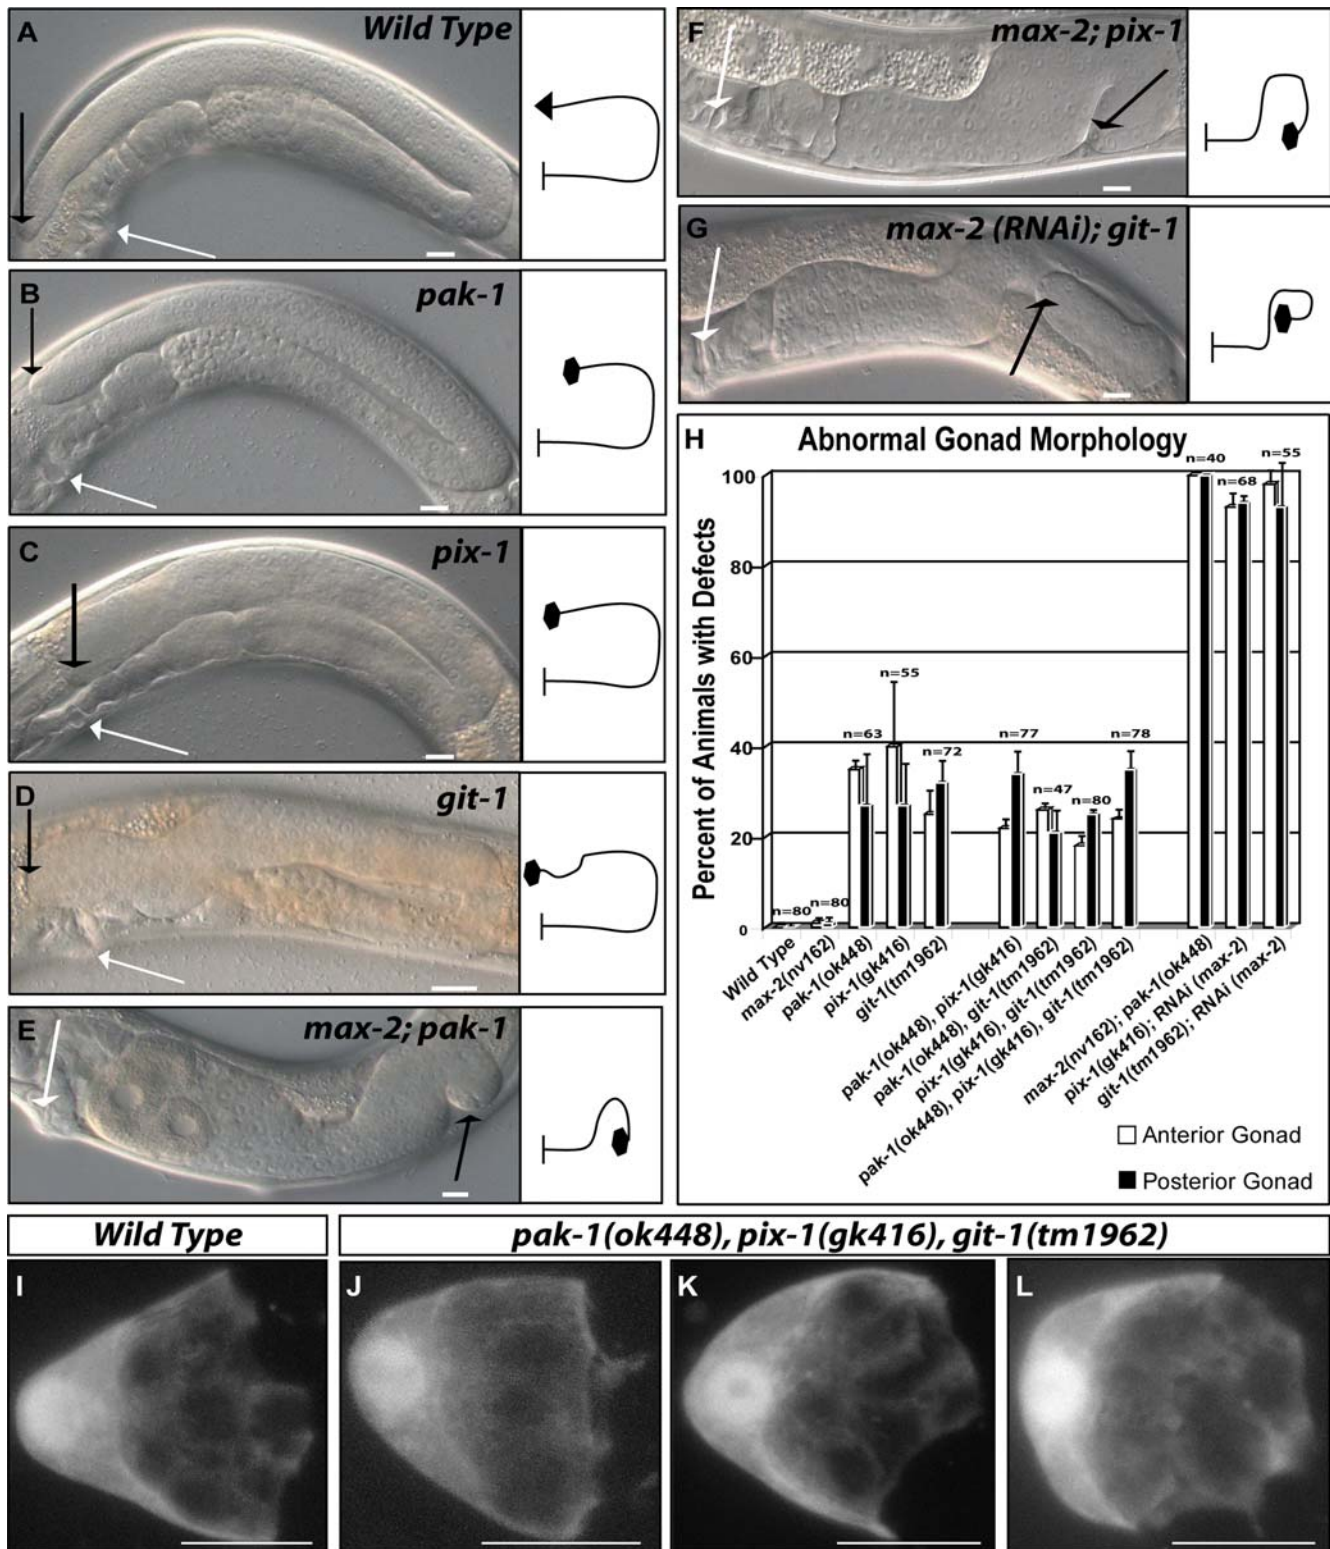 A
Wild Type
B
pak-1
C
pix-1
D
git-1
E
max-2; pak-1
F
max-2; pix-1
G
max-2 (RNAi); git-1
H
Abnormal Gonad Morphology
Percent of Animals with Defects
100
80
60
40
20
0
n=80
n=80
n=63
n=55
n=72
n=77
n=47
n=80
n=78
n=40
n=68
n=55
Wild Type
max-2(nv162)
pak-1(ok448)
pix-1(gk416)
git-1(tm1962)
pak-1(ok448), pix-1(gk416)
pak-1(ok448), git-1(tm1962)
pix-1(gk416), git-1(tm1962)
pak-1(ok448), pix-1(gk416), git-1(tm1962)
max-2(nv162); pak-1(ok448)
pix-1(gk416); RNAi (max-2)
git-1(tm1962); RNAi (max-2)
Anterior Gonad
Posterior Gonad
Wild Type
pak-1(ok448), pix-1(gk416), git-1(tm1962)
I
J
K
L